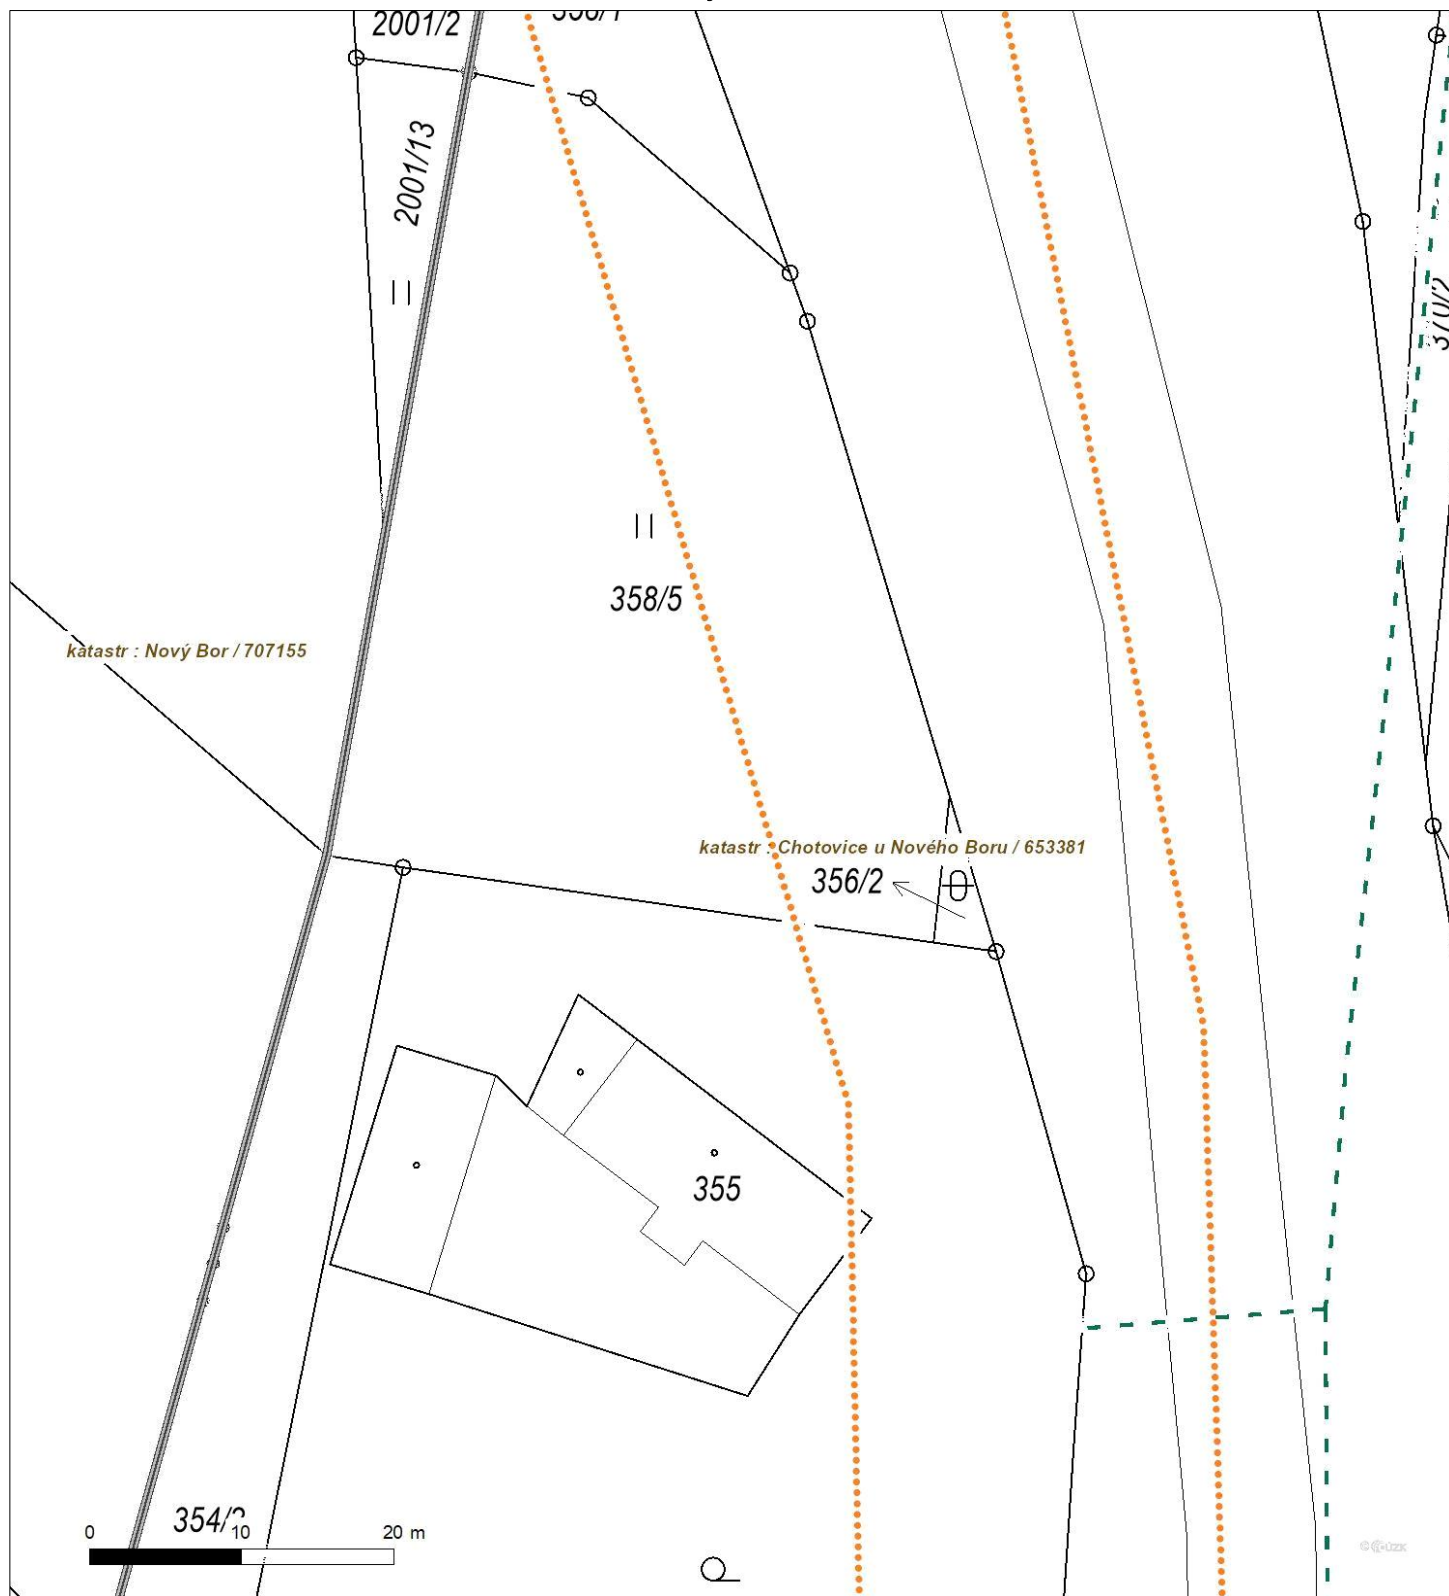 2001/2
2001/13
358/5
katastr : Nový Bor / 707155
katastr : Chotovice u Nového Boru / 653381
356/2
355
0 10 20 m